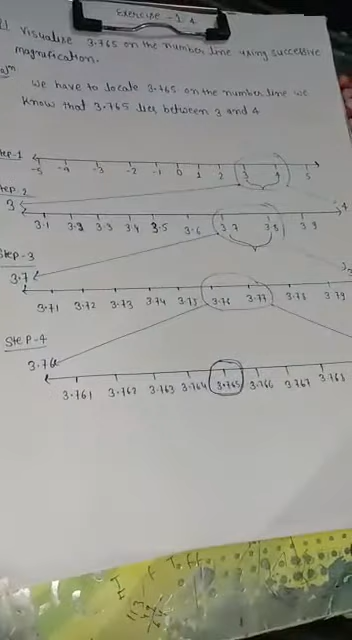 Exercise - 1.4
Visualize 3.765 on the number line using successive
magnification.
We have to locate 3.765 on the number line we
know that 3.765 lies between 3 and 4
Step-1
-5 -4 -3 -2 -1 0 1 2 3 4 5
Step 2
3 4
3.1 3.3 3.3 3.4 3.5 3.6 3.7 3.8 3.9
Step-3
3.7
3.71 3.72 3.73 3.74 3.75 3.76 3.77 3.78 3.79
Step-4
3.76
3.761 3.762 3.763 3.764 3.765 3.766 3.767 3.768